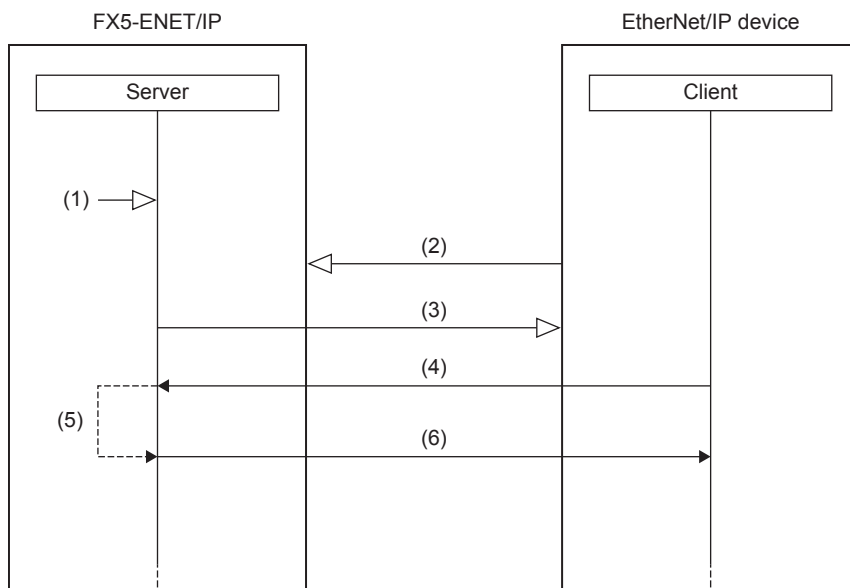 FX5-ENET/IP
EtherNet/IP device
Server
Client
(1)
(2)
(3)
(4)
(5)
(6)